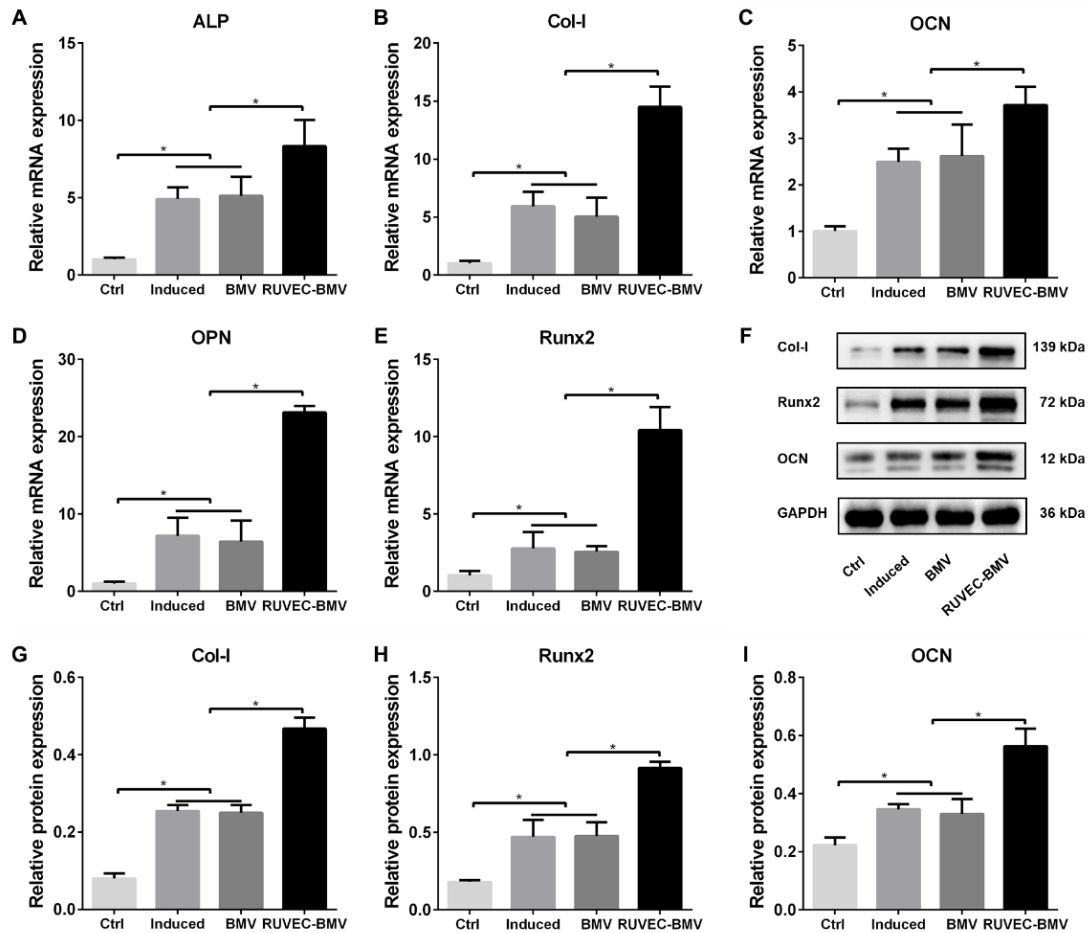 A
ALP
Relative mRNA expression
15
10
5
0
*
*
Ctrl Induced BMV RUVEC-BMV
B
Col-I
Relative mRNA expression
20
15
10
5
0
*
*
Ctrl Induced BMV RUVEC-BMV
C
OCN
Relative mRNA expression
5
4
3
2
1
0
*
*
Ctrl Induced BMV RUVEC-BMV
D
OPN
Relative mRNA expression
30
20
10
0
*
*
Ctrl Induced BMV RUVEC-BMV
E
Runx2
Relative mRNA expression
15
10
5
0
*
*
Ctrl Induced BMV RUVEC-BMV
F
Col-I 139 kDa
Runx2 72 kDa
OCN 12 kDa
GAPDH 36 kDa
Ctrl Induced BMV RUVEC-BMV
G
Col-I
Relative protein expression
0.6
0.4
0.2
0.0
*
*
Ctrl Induced BMV RUVEC-BMV
H
Runx2
Relative protein expression
1.5
1.0
0.5
0.0
*
*
Ctrl Induced BMV RUVEC-BMV
I
OCN
Relative protein expression
0.8
0.6
0.4
0.2
0.0
*
*
Ctrl Induced BMV RUVEC-BMV